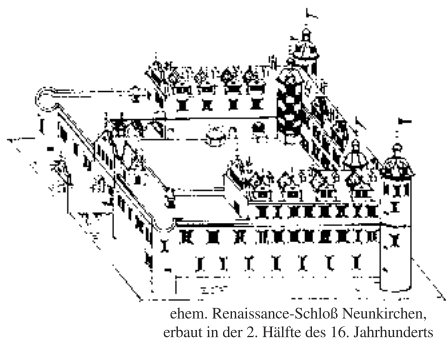 ehem. Renaissance-Schloß Neunkirchen,
erbaut in der 2. Hälfte des 16. Jahrhunderts